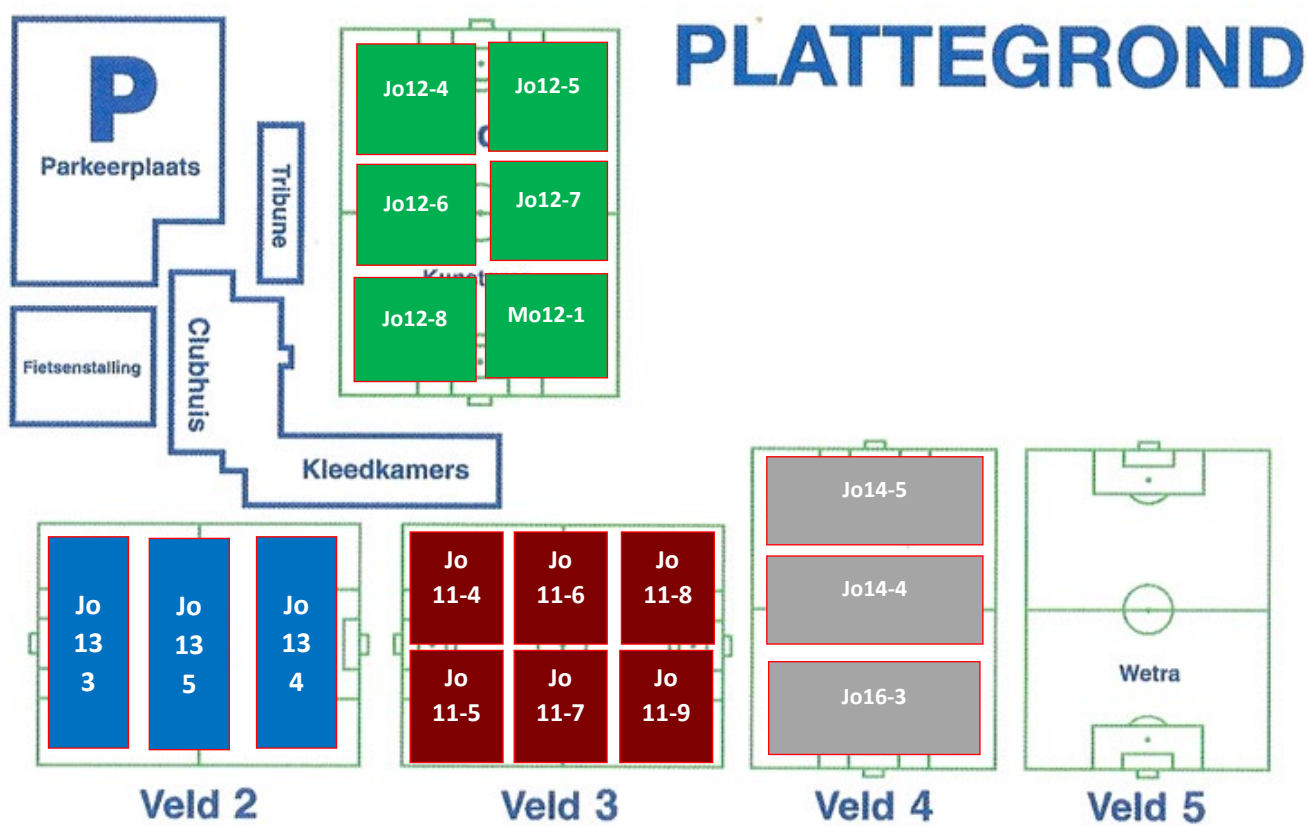 PLATTEGROND
P
Parkeerplaats
Tribune
Jo12-4
Jo12-5
Jo12-6
Jo12-7
Jo12-8
Mo12-1
Fietsenstalling
Clubhuis
Kleedkamers
Jo
13
3
Jo
13
5
Jo
13
4
Veld 2
Jo
11-4
Jo
11-6
Jo
11-8
Jo
11-5
Jo
11-7
Jo
11-9
Veld 3
Jo14-5
Jo14-4
Jo16-3
Veld 4
Wetra
Veld 5